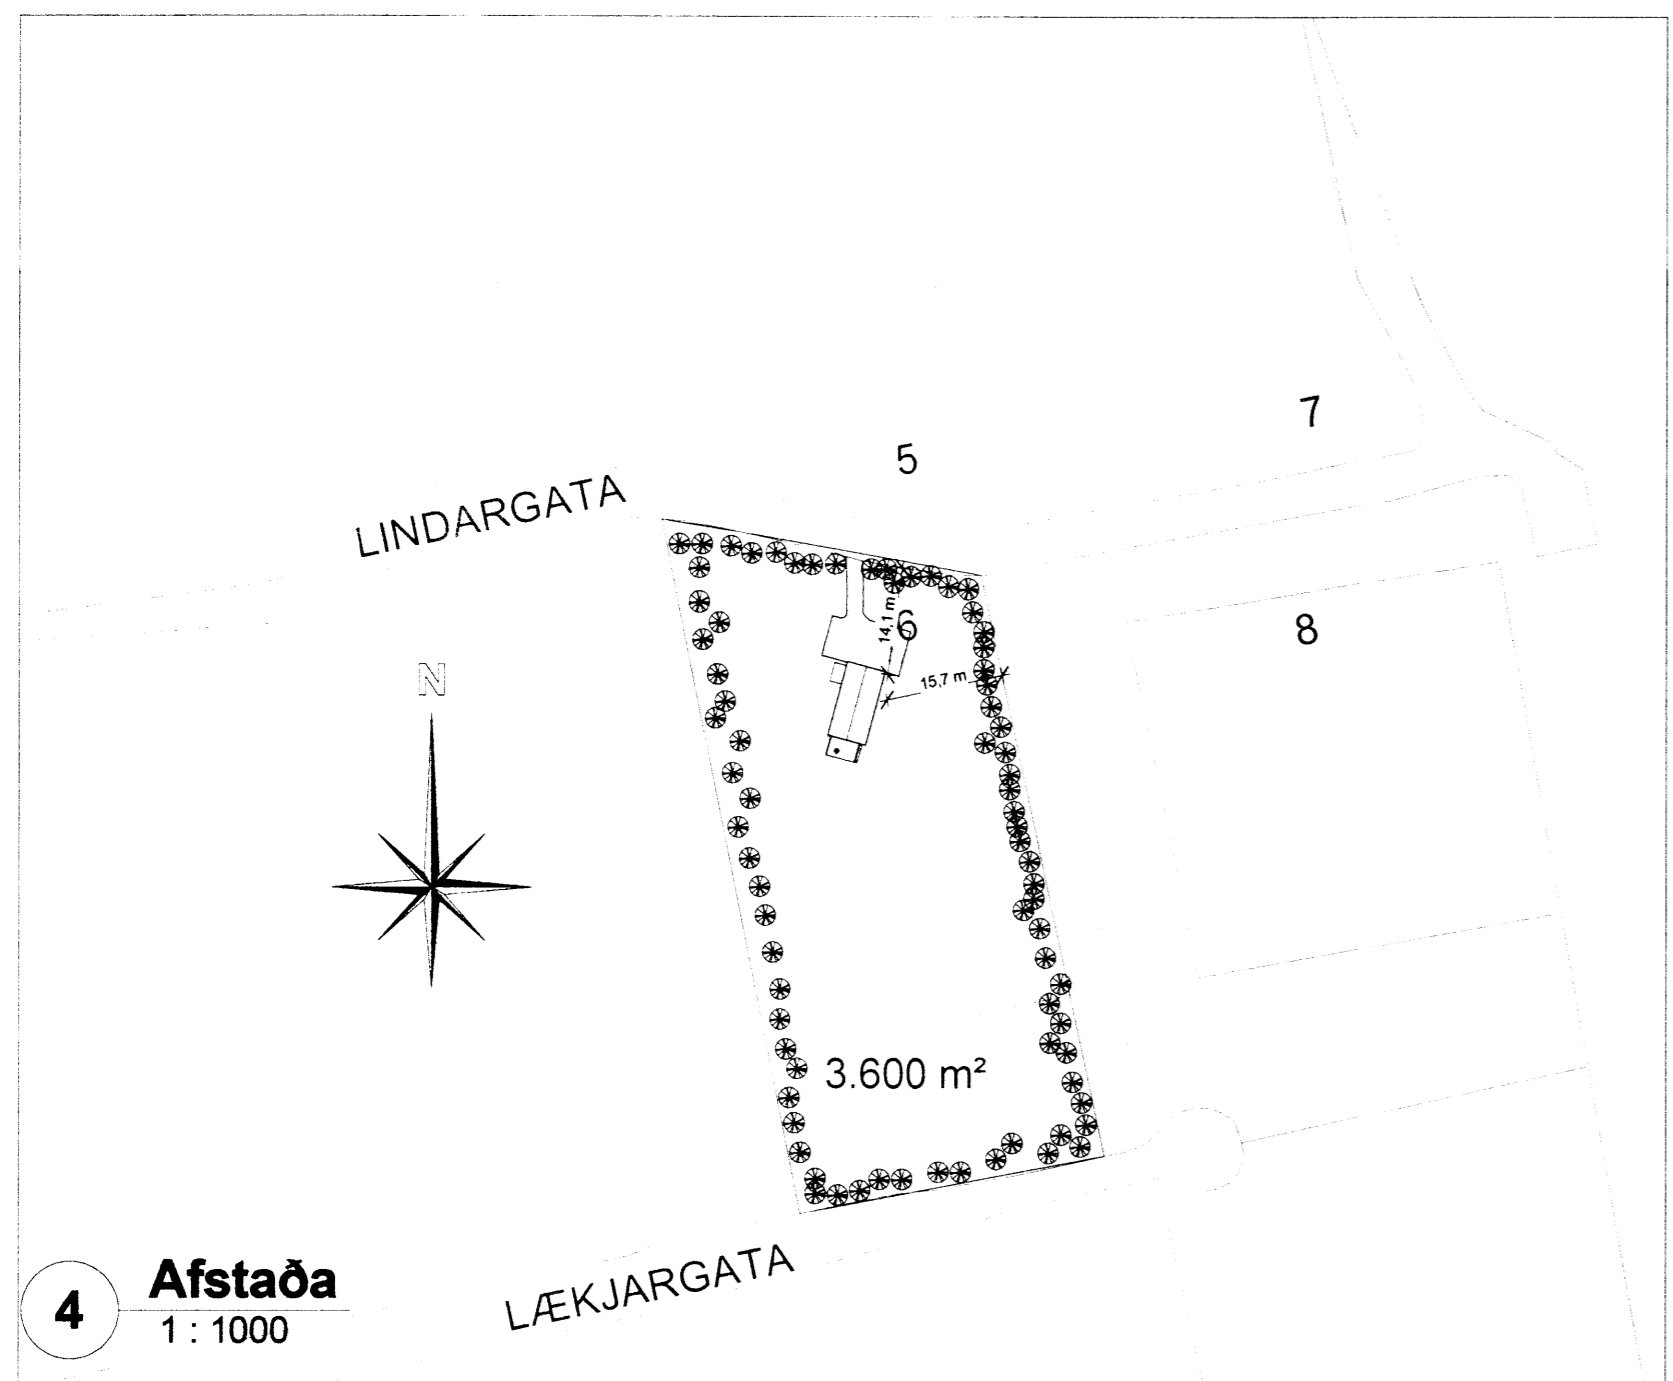 7
5
LINDARGATA
6
14,1 m
8
15,7 m
N
3.600 m²
LÆKJARGATA
4
Afstaða
1 : 1000